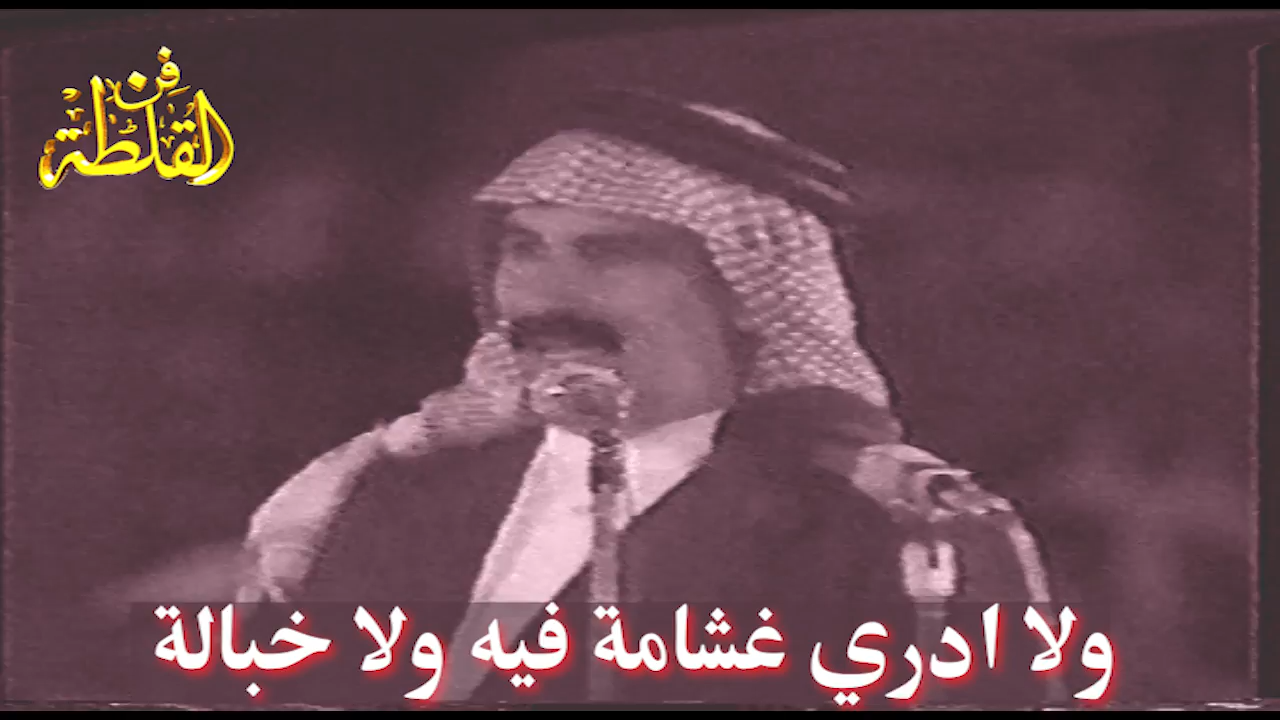 فن
القلطة
ولا ادري غشامة فيه ولا خبالة